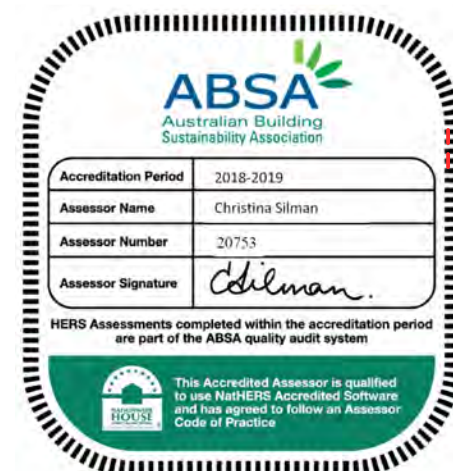 ABSA
Australian Building
Sustainability Association
Accreditation Period 2018-2019
Assessor Name Christina Silman
Assessor Number 20753
Assessor Signature CSilman.
HERS Assessments completed within the accreditation period
are part of the ABSA quality audit system
This Accredited Assessor is qualified
to use NatHERS Accredited Software
and has agreed to follow an Assessor
Code of Practice
HOUSE